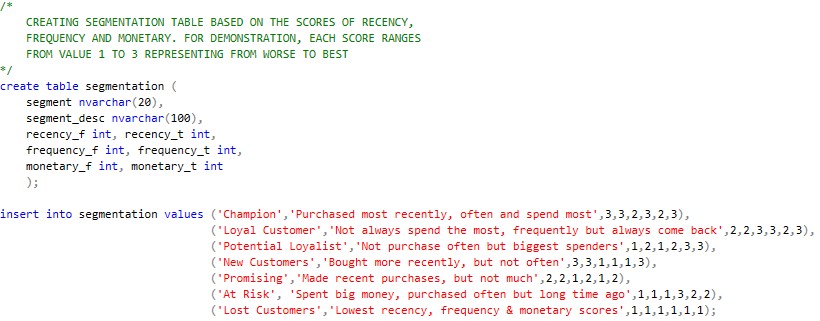 /*
CREATING SEGMENTATION TABLE BASED ON THE SCORES OF RECENCY,
FREQUENCY AND MONETARY. FOR DEMONSTRATION, EACH SCORE RANGES
FROM VALUE 1 TO 3 REPRESENTING FROM WORSE TO BEST
*/
create table segmentation (
segment nvarchar(20),
segment_desc nvarchar(100),
recency_f int, recency_t int,
frequency_f int, frequency_t int,
monetary_f int, monetary_t int
);
insert into segmentation values ('Champion','Purchased most recently, often and spend most',3,3,2,3,2,3),
('Loyal Customer','Not always spend the most, frequently but always come back',2,2,3,3,2,3),
('Potential Loyalist','Not purchase often but biggest spenders',1,2,1,2,3,3),
('New Customers','Bought more recently, but not often',3,3,1,1,1,3),
('Promising','Made recent purchases, but not much',2,2,1,2,1,2),
('At Risk', 'Spent big money, purchased often but long time ago',1,1,1,3,2,2),
('Lost Customers','Lowest recency, frequency & monetary scores',1,1,1,1,1,1);